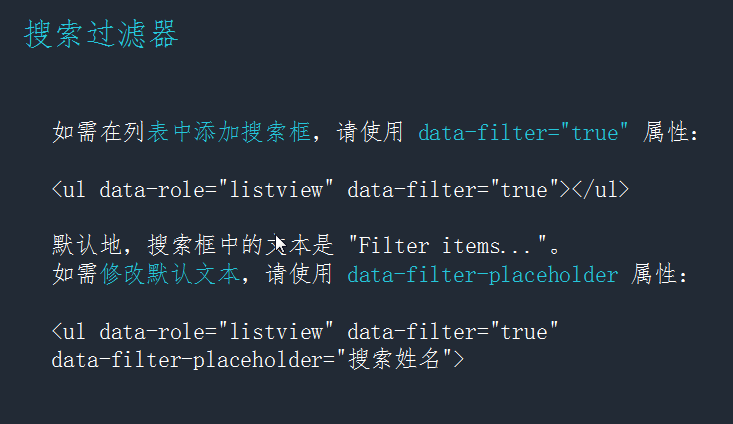 搜索过滤器
如需在列表中添加搜索框，请使用 data-filter="true" 属性：
<ul data-role="listview" data-filter="true"></ul>
默认地，搜索框中的文本是 "Filter items..."。
如需修改默认文本，请使用 data-filter-placeholder 属性：
<ul data-role="listview" data-filter="true"
data-filter-placeholder="搜索姓名">